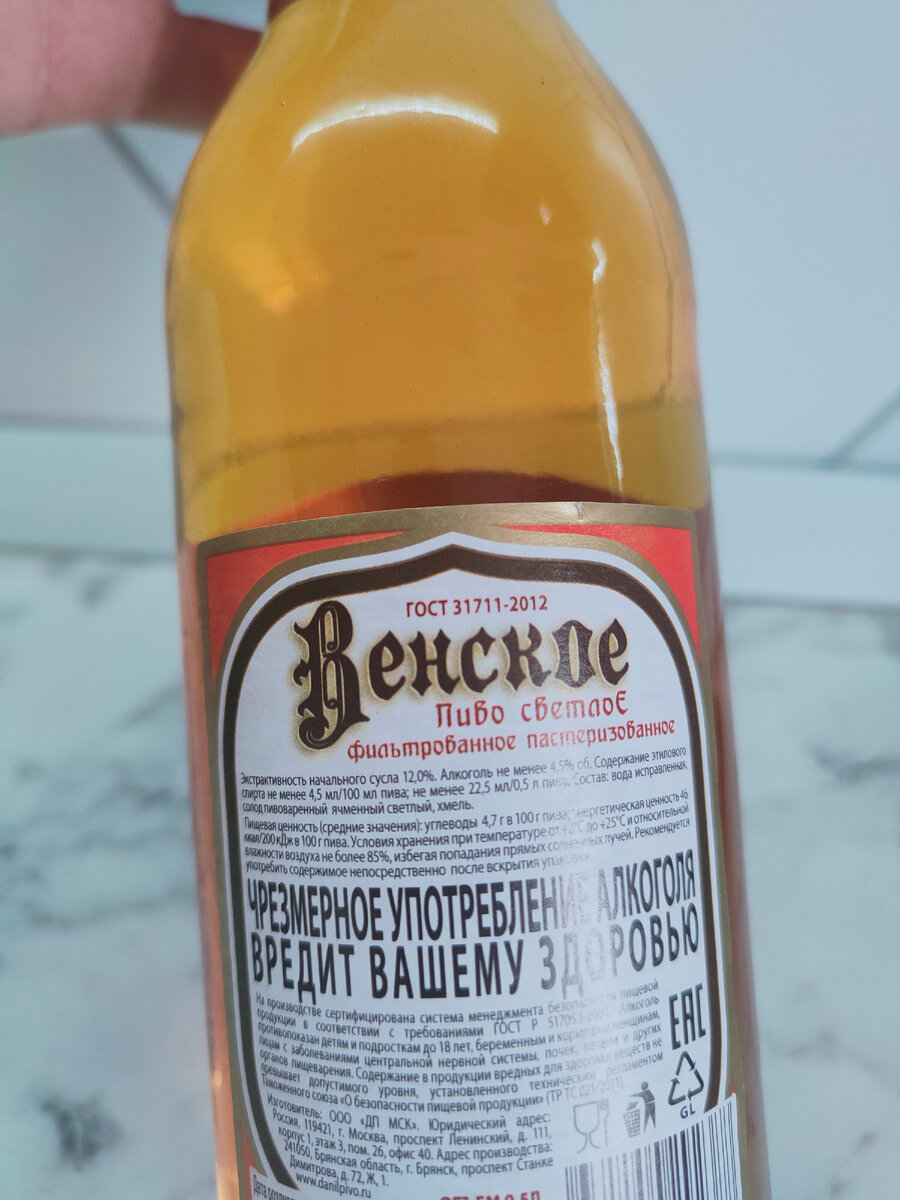 ГОСТ 31711-2012
Венское
Пиво светлое
фильтрованное пастеризованное
Экстрактивность начального сусла 12,0%. Алкоголь не менее 4,5% об. Содержание этилового
спирта не менее 4,5 мл/100 мл пива; не менее 22,5 мл/0,5 л пива. Состав: вода исправленная,
солод пивоваренный ячменный светлый, хмель.
Пищевая ценность (средние значения): углеводы 4,7 г в 100 г пива, энергетическая ценность 46
ккал/200 кДж в 100 г пива. Условия хранения при температуре от +2°C до +25°C и относительной
влажности воздуха не более 85%, избегая попадания прямых солнечных лучей. Рекомендуется
употребить содержимое непосредственно после вскрытия упаковки.
ЧРЕЗМЕРНОЕ УПОТРЕБЛЕНИЕ АЛКОГОЛЯ
ВРЕДИТ ВАШЕМУ ЗДОРОВЬЮ
На производстве сертифицирована система менеджмента безопасности пищевой
продукции в соответствии с требованиями ГОСТ Р 51705.1- Алкоголь
противопоказан детям и подросткам до 18 лет, беременным и кормящим женщинам,
лицам с заболеваниями центральной нервной системы, почек, печени и других
органов пищеварения. Содержание в продукции вредных для здоровья веществ не
превышает допустимого уровня, установленного техническим регламентом
Таможенного союза «О безопасности пищевой продукции» (ТР ТС 021/2011).
EAC
GL
Изготовитель: ООО «ДП МСК». Юридический адрес:
Россия, 119421, г. Москва, проспект Ленинский, д. 111,
корпус 1, этаж 3, пом. 26, офис 40. Адрес производства:
241050, Брянская область, г. Брянск, проспект Станке
Димитрова, д. 72, Ж, 1.
www.danilpivo.ru
Дата розлива
ОБЪЕМ 0,5Л